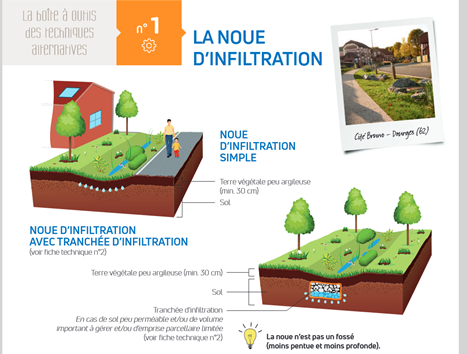 La boîte à outils
des techniques
alternatives
n° 1
LA NOUE
D'INFILTRATION
Cité Bruno - Dourges (62)
NOUE
D'INFILTRATION
SIMPLE
Terre végétale peu argileuse
(min. 30 cm)
Sol
NOUE D'INFILTRATION
AVEC TRANCHÉE D'INFILTRATION
(voir fiche technique n°2)
Terre végétale peu argileuse (min. 30 cm)
Sol
Tranchée d'infiltration
En cas de sol peu perméable et/ou de volume
important à gérer et/ou d'emprise parcellaire limitée
(voir fiche technique n°2)
La noue n'est pas un fossé
(moins pentue et moins profonde).